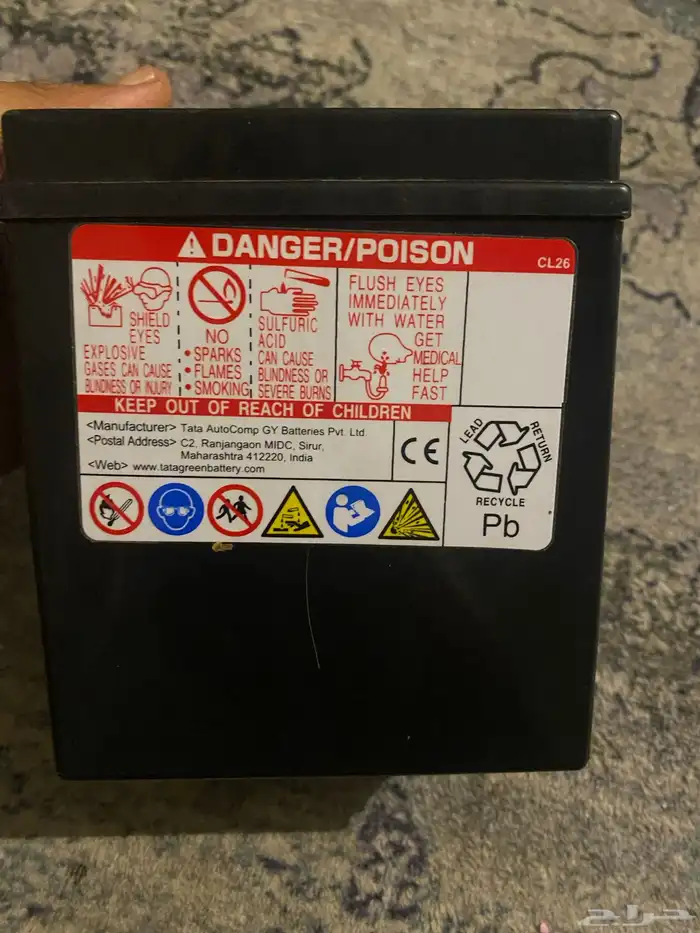 DANGER/POISON
CL26
SHIELD
EYES
EXPLOSIVE
GASES CAN CAUSE
BLINDNESS OR INJURY
NO
• SPARKS
• FLAMES
• SMOKING
SULFURIC
ACID
CAN CAUSE
BLINDNESS OR
SEVERE BURNS
FLUSH EYES
IMMEDIATELY
WITH WATER
GET
MEDICAL
HELP
FAST
KEEP OUT OF REACH OF CHILDREN
<Manufacturer> Tata AutoComp GY Batteries Pvt. Ltd.
<Postal Address> C2, Ranjangaon MIDC, Sirur,
Maharashtra 412220, India
<Web> www.tatagreenbattery.com
CE
LEAD
RETURN
RECYCLE
Pb
حراج